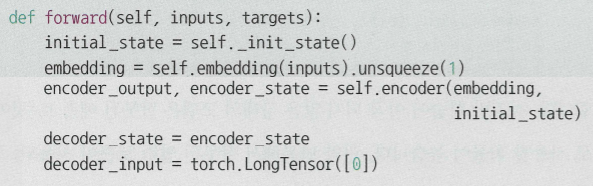 def forward(self, inputs, targets):
    initial_state = self._init_state()
    embedding = self.embedding(inputs).unsqueeze(1)
    encoder_output, encoder_state = self.encoder(embedding,
                                                 initial_state)
    decoder_state = encoder_state
    decoder_input = torch.LongTensor([0])